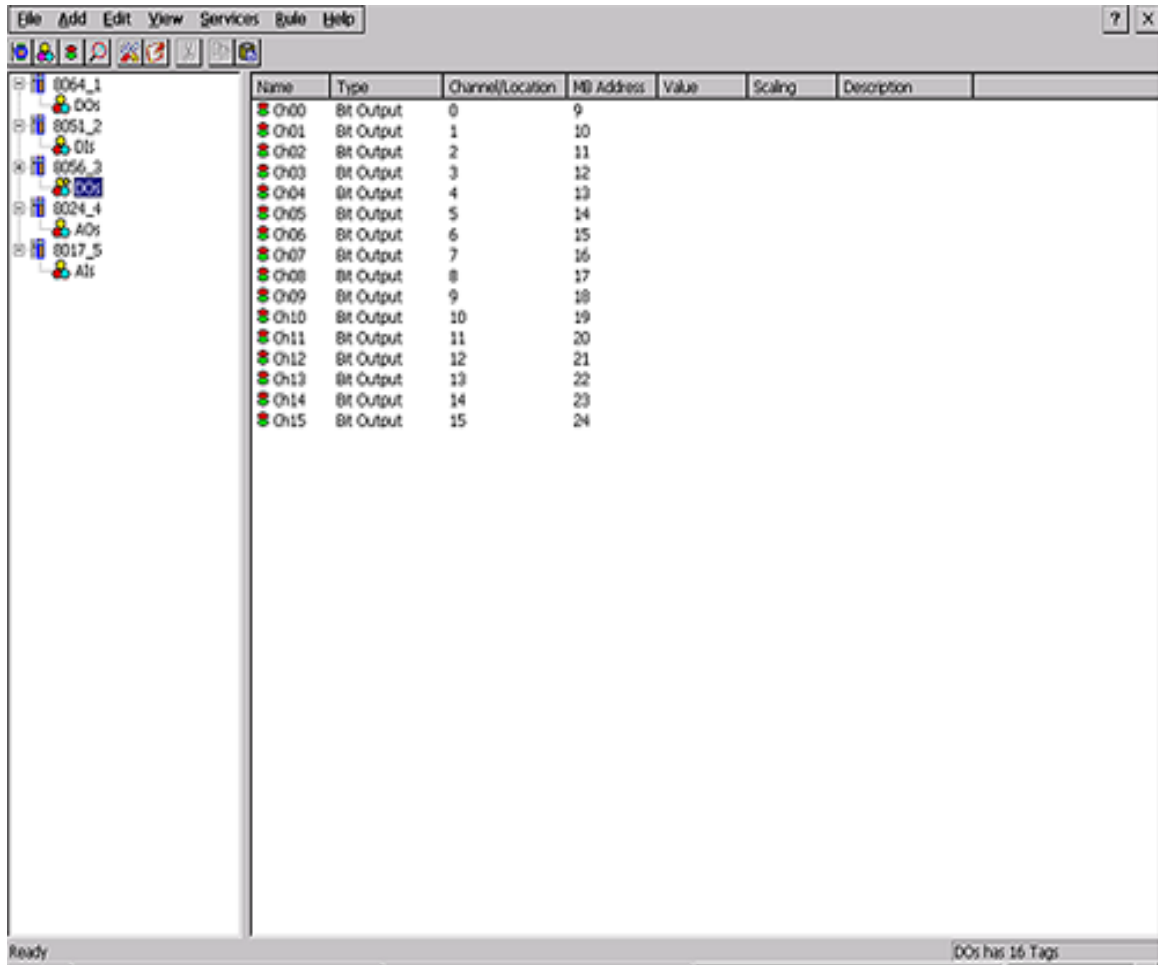 File Add Edit View Services Rule Help ? X
8064_1
DOs
8051_2
DIs
8056_3
DOs
8024_4
AOs
8017_5
AIs
Name Type Channel/Location MB Address Value Scaling Description
Ch00 Bit Output 0 9
Ch01 Bit Output 1 10
Ch02 Bit Output 2 11
Ch03 Bit Output 3 12
Ch04 Bit Output 4 13
Ch05 Bit Output 5 14
Ch06 Bit Output 6 15
Ch07 Bit Output 7 16
Ch08 Bit Output 8 17
Ch09 Bit Output 9 18
Ch10 Bit Output 10 19
Ch11 Bit Output 11 20
Ch12 Bit Output 12 21
Ch13 Bit Output 13 22
Ch14 Bit Output 14 23
Ch15 Bit Output 15 24
Ready DOs has 16 Tags